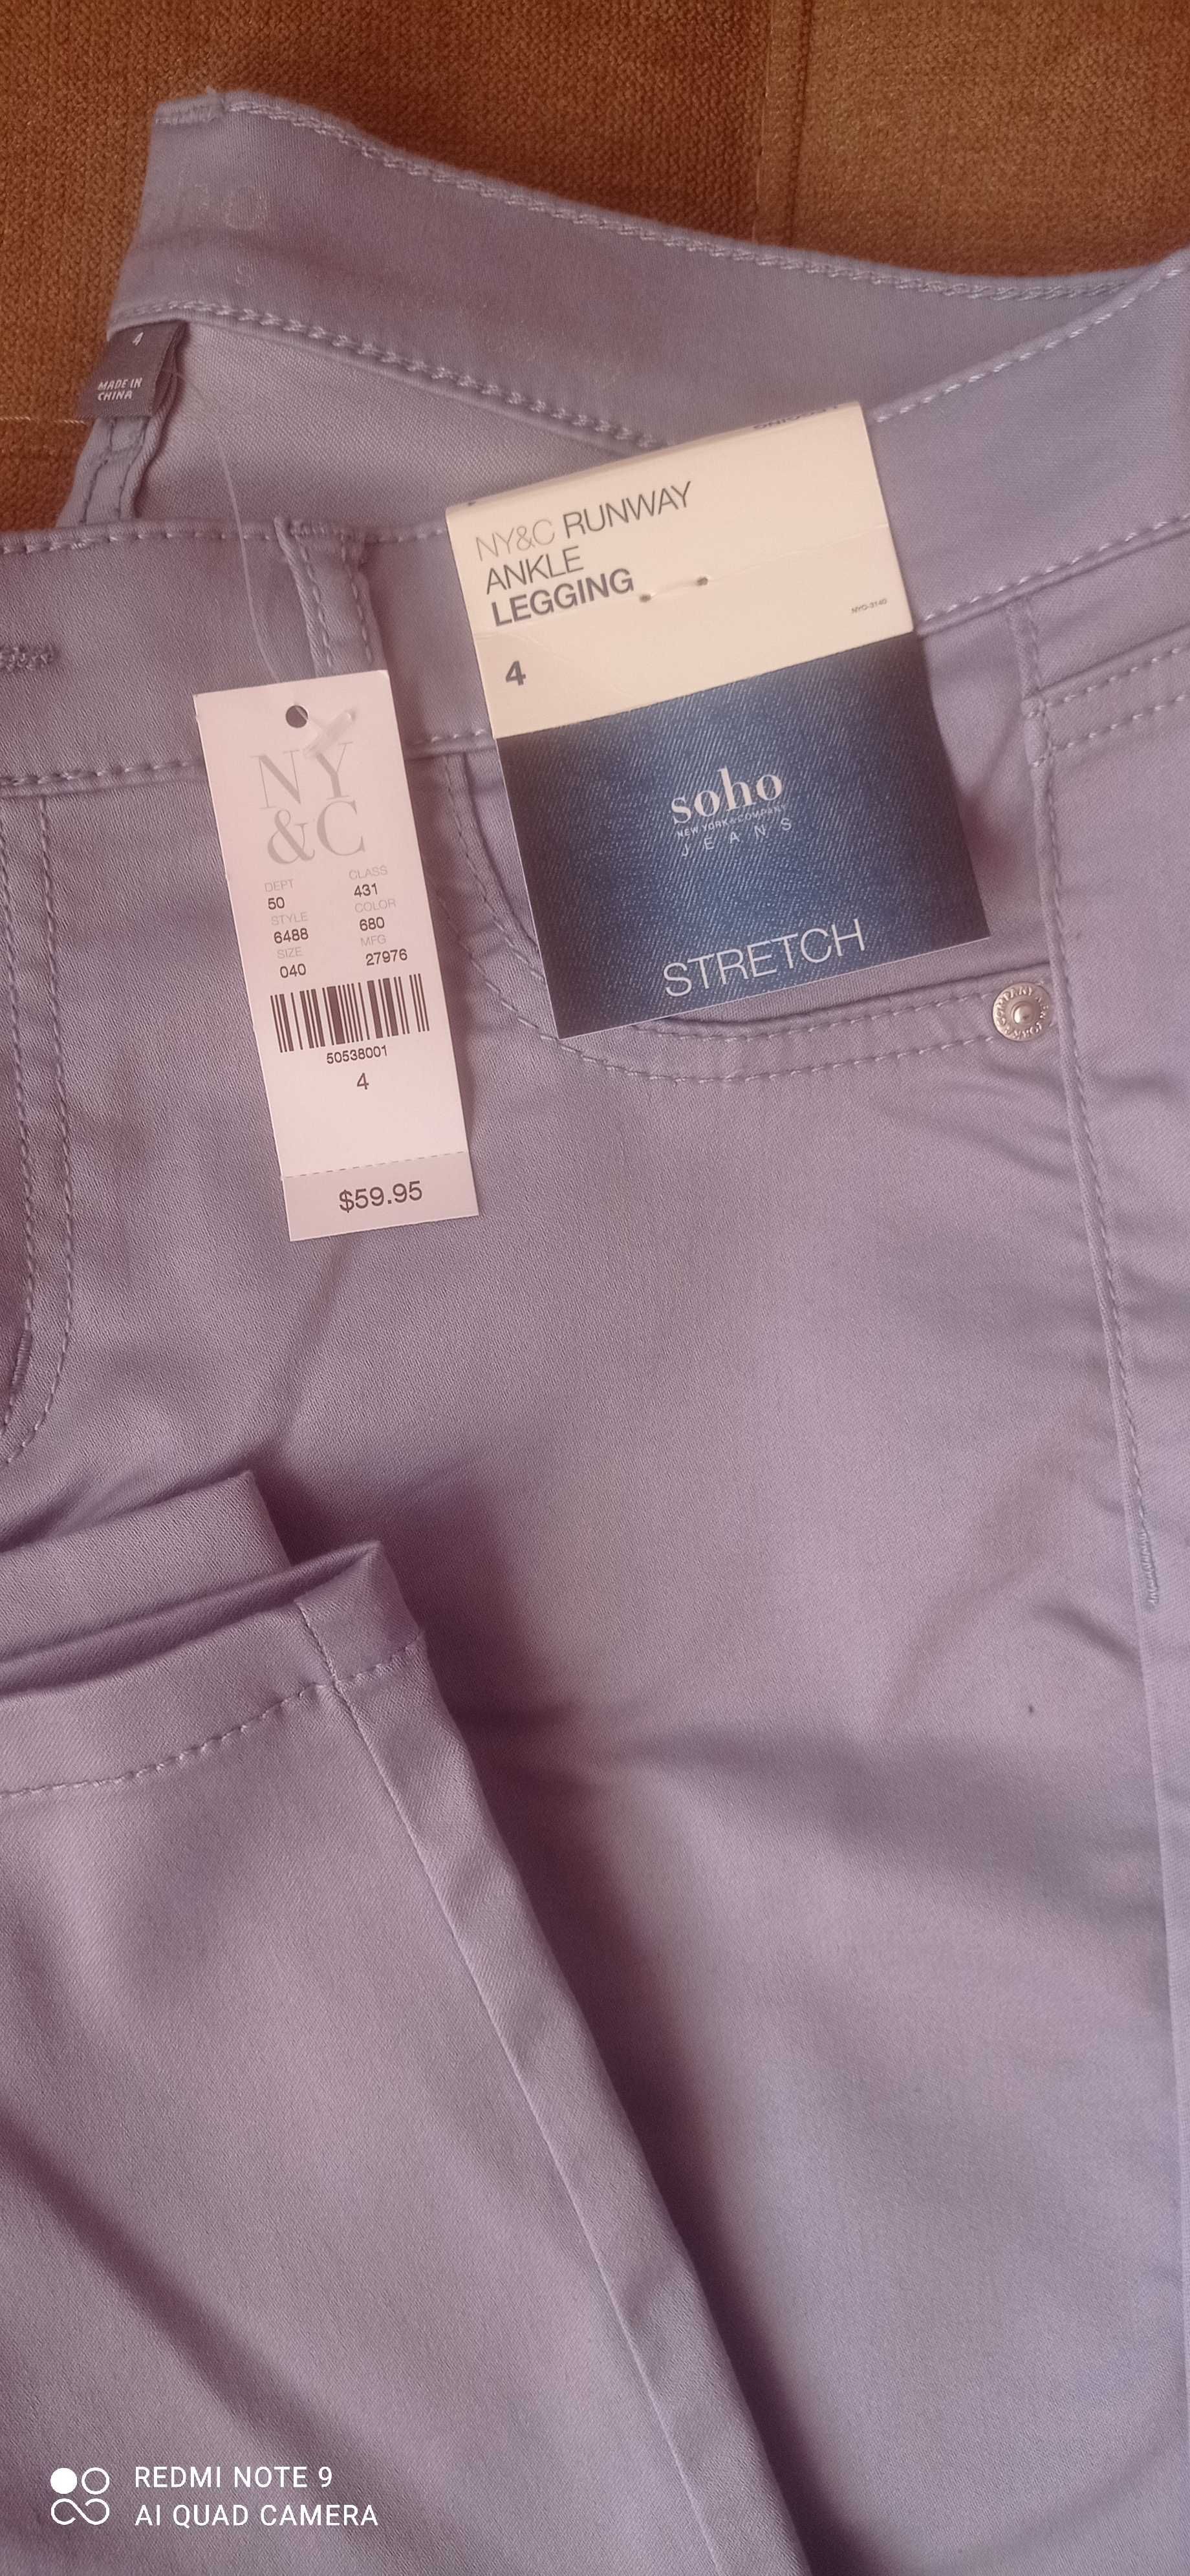 4
MADE IN
CHINA
NY&C RUNWAY
ANKLE
LEGGING
4
soho
NEW YORK & COMPANY
JEANS
STRETCH
NY
&C
DEPT CLASS
50 431
STYLE COLOR
6488 680
SIZE MFG
040 27976
50538001
4
$59.95
REDMI NOTE 9
AI QUAD CAMERA